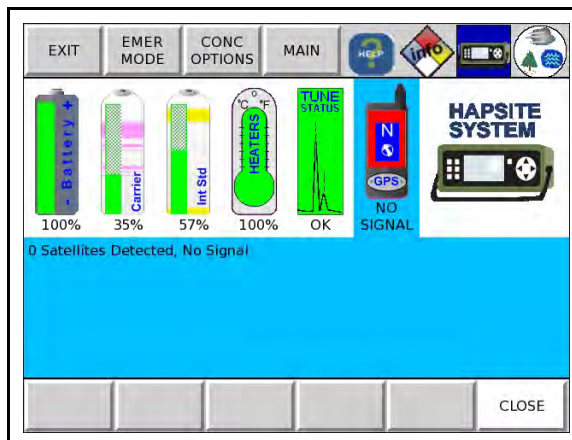 EXIT
EMER
MODE
CONC
OPTIONS
MAIN
HELP
info
- Battery +
Carrier
Int Std
°C °F
HEATERS
TUNE
STATUS
N
GPS
HAPSITE
SYSTEM
100%
35%
57%
100%
OK
NO
SIGNAL
0 Satellites Detected, No Signal
CLOSE